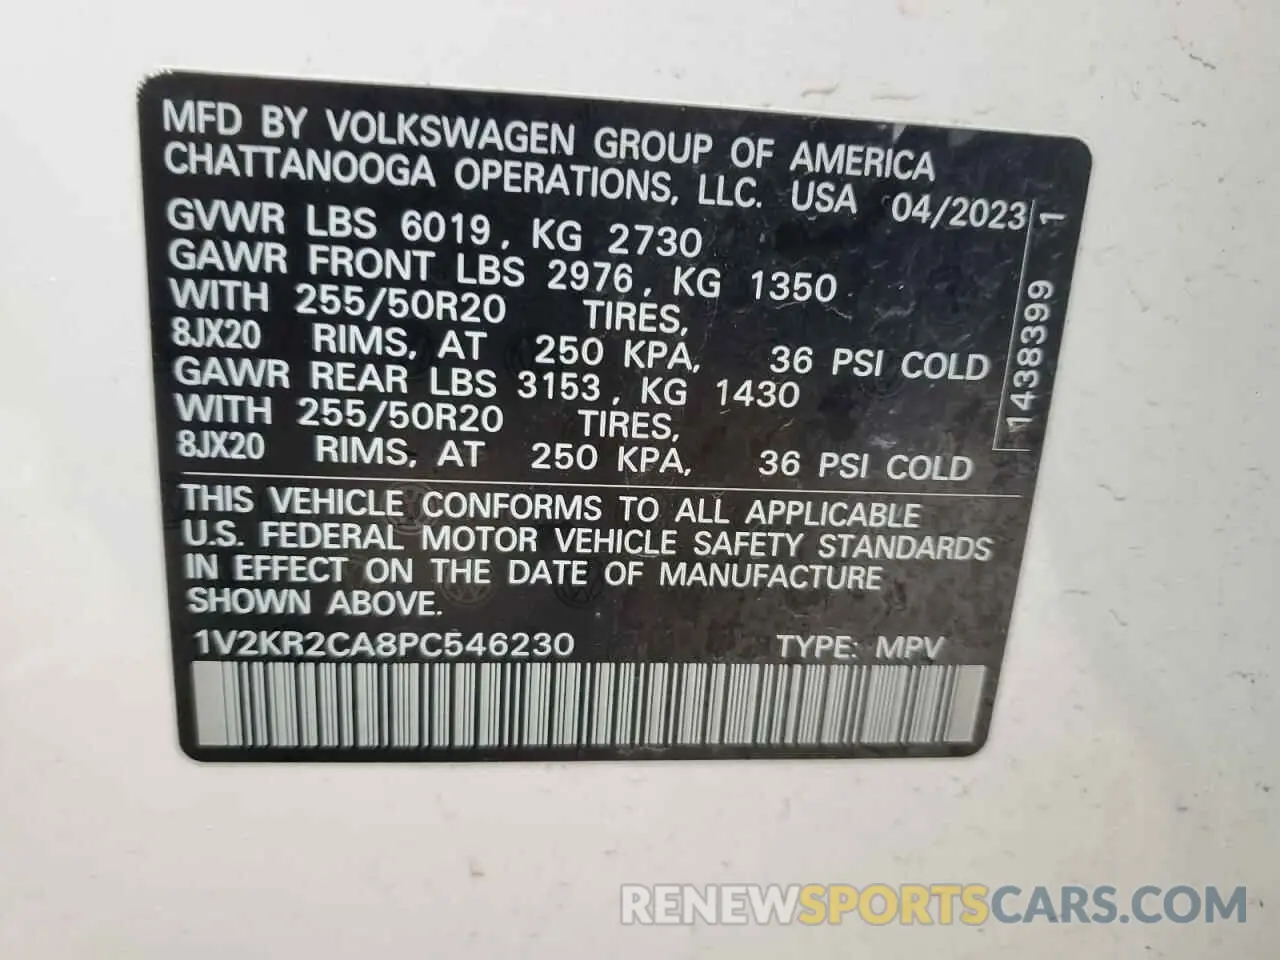 MFD BY VOLKSWAGEN GROUP OF AMERICA
CHATTANOOGA OPERATIONS, LLC. USA 04/2023
GVWR LBS 6019, KG 2730
GAWR FRONT LBS 2976, KG 1350
WITH 255/50R20 TIRES,
8JX20 RIMS, AT 250 KPA, 36 PSI COLD
GAWR REAR LBS 3153, KG 1430
WITH 255/50R20 TIRES,
8JX20 RIMS, AT 250 KPA, 36 PSI COLD
1438399 1
THIS VEHICLE CONFORMS TO ALL APPLICABLE
U.S. FEDERAL MOTOR VEHICLE SAFETY STANDARDS
IN EFFECT ON THE DATE OF MANUFACTURE
SHOWN ABOVE.
1V2KR2CA8PC546230 TYPE: MPV
RENEWSPORTSCARS.COM